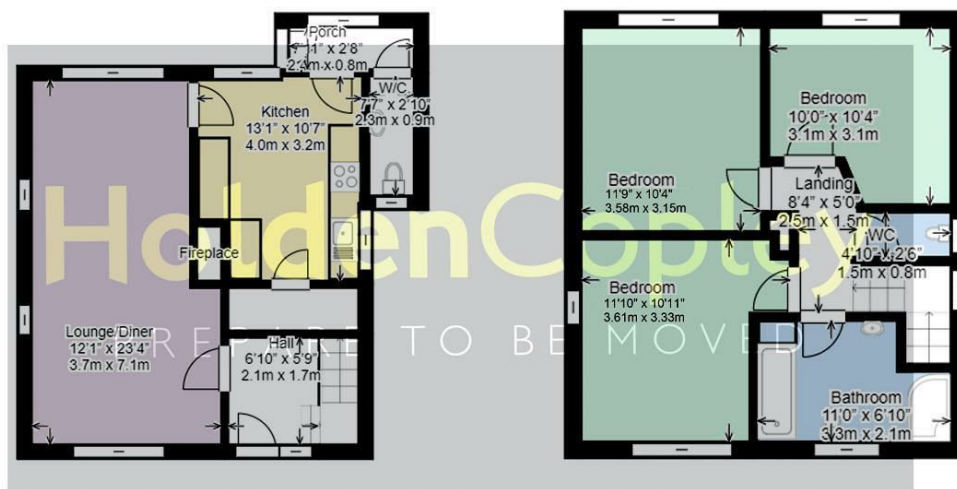 Porch
7'11" x 2'8"
2.4m x 0.8m
W/C
7'7" x 2'10"
2.3m x 0.9m
Kitchen
13'1" x 10'7"
4.0m x 3.2m
Fireplace
Lounge/Diner
12'1" x 23'4"
3.7m x 7.1m
Hall
6'10" x 5'9"
2.1m x 1.7m
Bedroom
11'9" x 10'4"
3.58m x 3.15m
Bedroom
10'0" x 10'4"
3.1m x 3.1m
Landing
8'4" x 5'0"
2.5m x 1.5m
WC
4'10" x 2'6"
1.5m x 0.8m
Bedroom
11'10" x 10'11"
3.61m x 3.33m
Bathroom
11'0" x 6'10"
3.3m x 2.1m
HoldenCopley
PREPARE TO BE MOVED